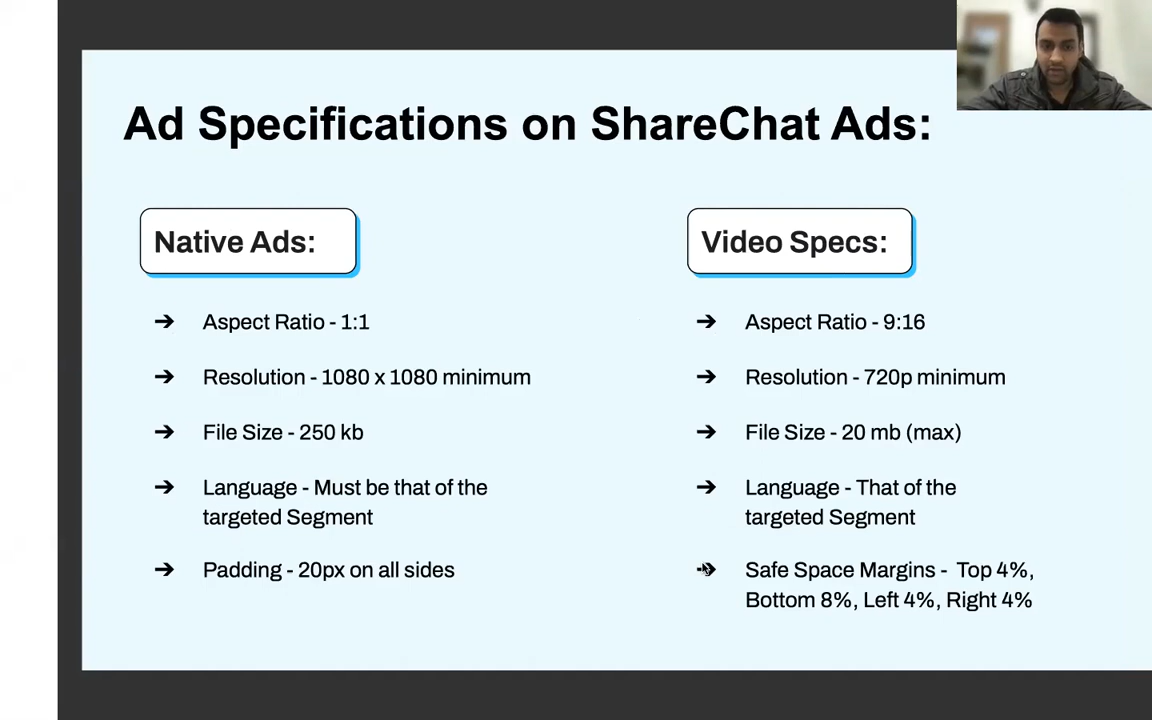 Ad Specifications on ShareChat Ads:
Native Ads:
➔ Aspect Ratio - 1:1
➔ Resolution - 1080 x 1080 minimum
➔ File Size - 250 kb
➔ Language - Must be that of the
targeted Segment
➔ Padding - 20px on all sides
Video Specs:
➔ Aspect Ratio - 9:16
➔ Resolution - 720p minimum
➔ File Size - 20 mb (max)
➔ Language - That of the
targeted Segment
➔ Safe Space Margins - Top 4%,
Bottom 8%, Left 4%, Right 4%